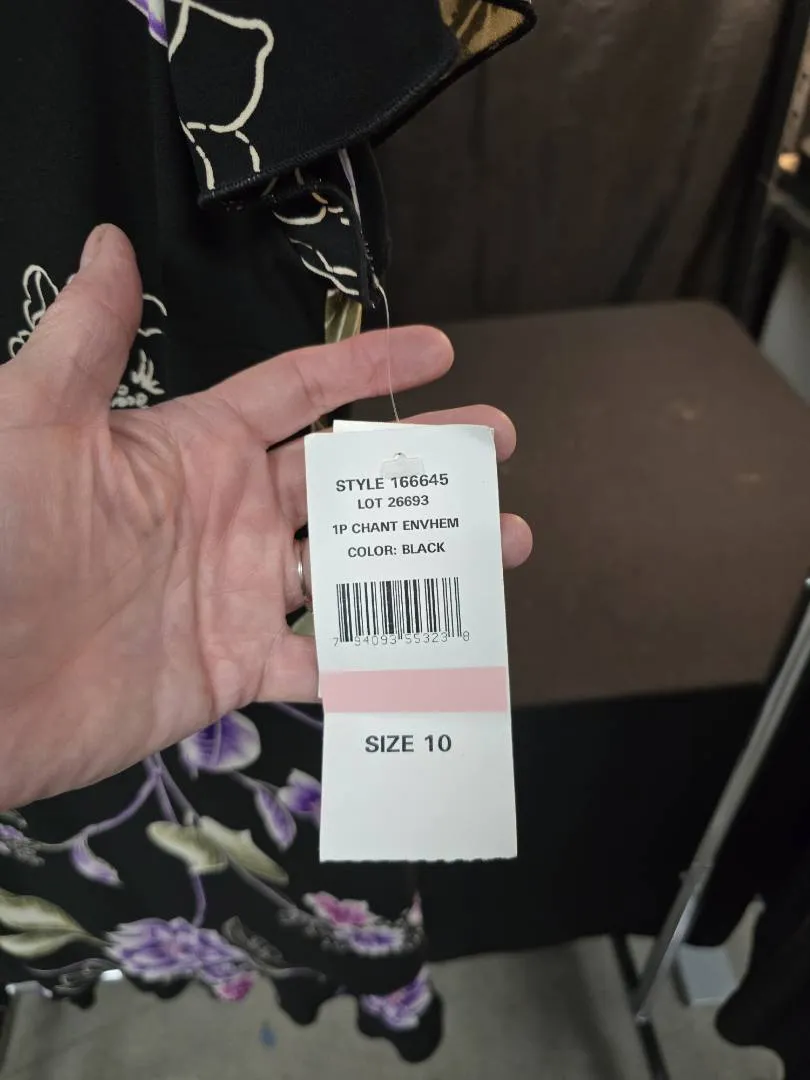 STYLE 166645
LOT 26693
1P CHANT ENVHEM
COLOR: BLACK
7 94093 55323 8
SIZE 10